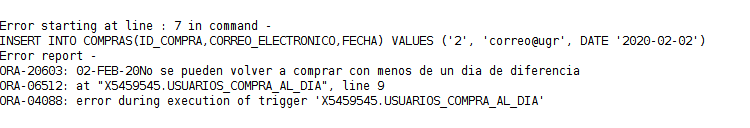 Error starting at line : 7 in command -
INSERT INTO COMPRAS(ID_COMPRA,CORREO_ELECTRONICO,FECHA) VALUES ('2', 'correo@ugr', DATE '2020-02-02')
Error report -
ORA-20603: 02-FEB-20No se pueden volver a comprar con menos de un dia de diferencia
ORA-06512: at "X5459545.USUARIOS_COMPRA_AL_DIA", line 9
ORA-04088: error during execution of trigger 'X5459545.USUARIOS_COMPRA_AL_DIA'